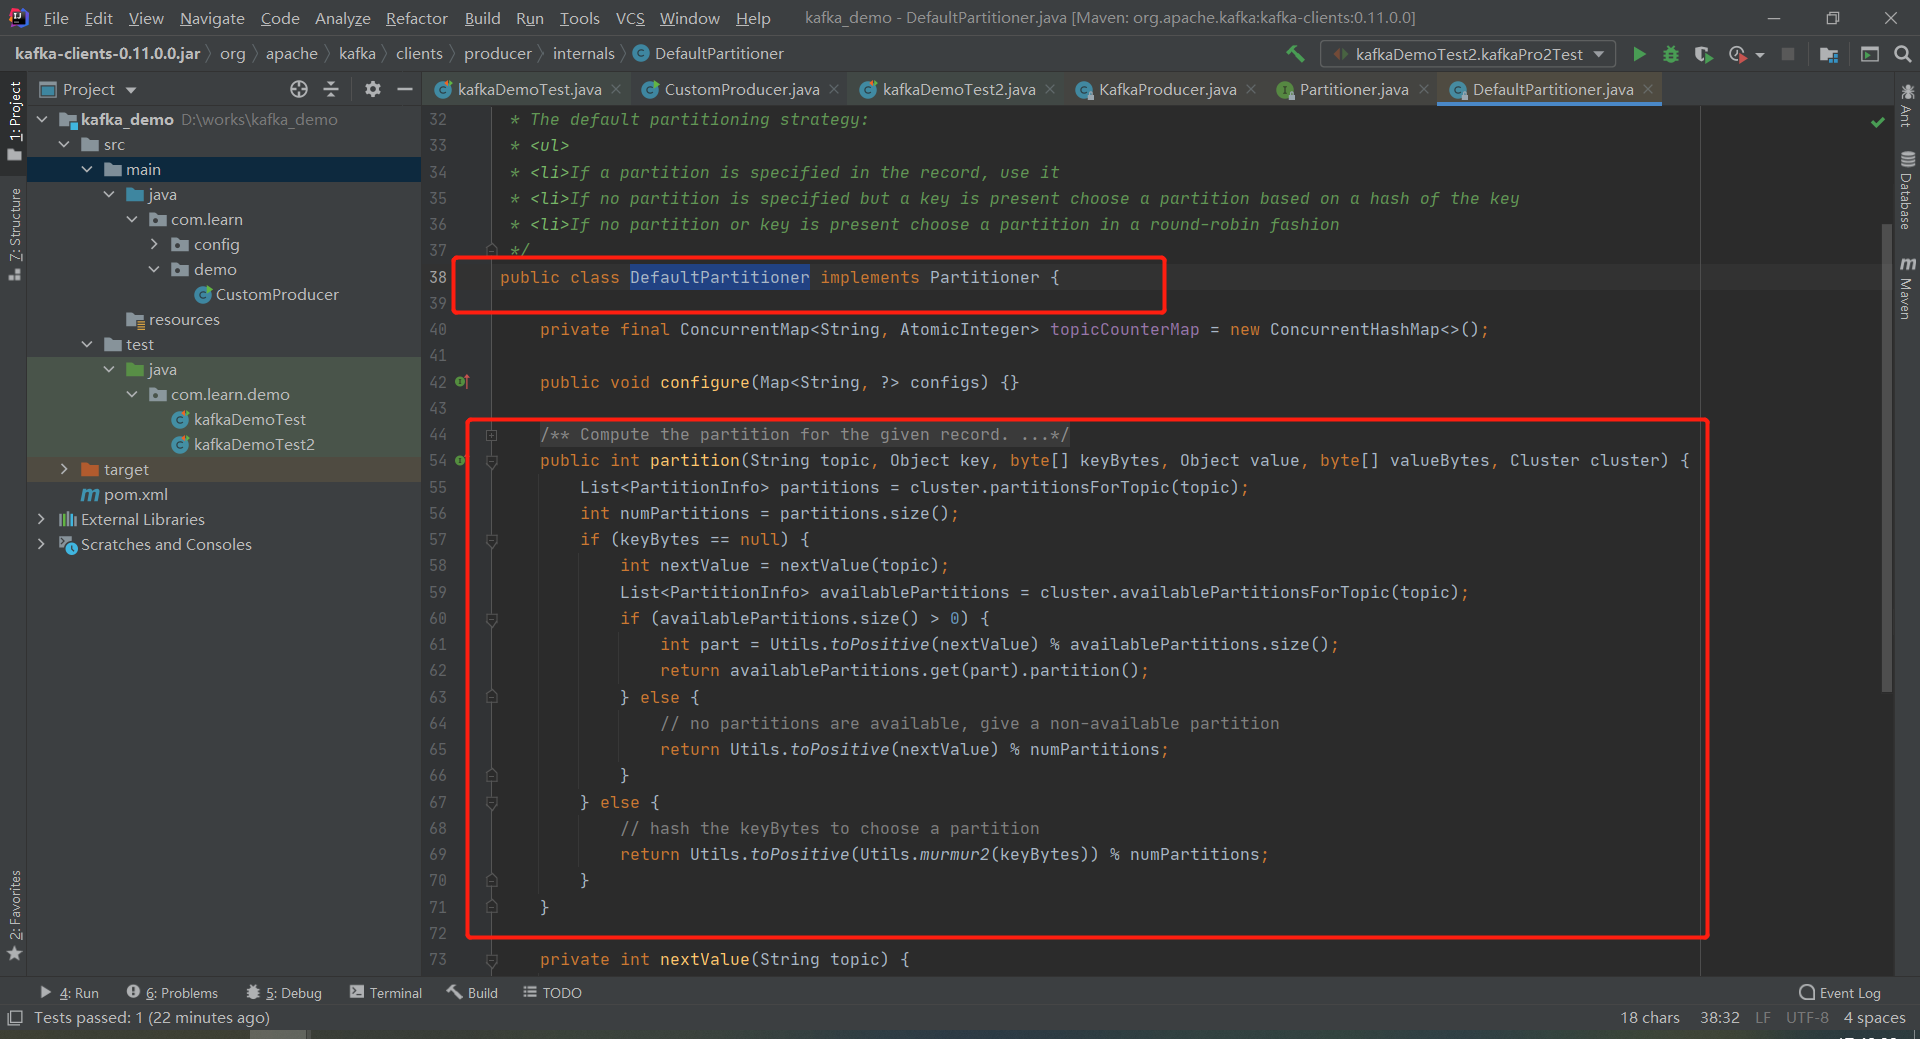 File Edit View Navigate Code Analyze Refactor Build Run Tools VCS Window Help kafka_demo - DefaultPartitioner.java [Maven: org.apache.kafka:kafka-clients:0.11.0.0]
kafka-clients-0.11.0.0.jar org apache kafka clients producer internals DefaultPartitioner kafkaDemoTest2.kafkaPro2Test
Project
kafkaDemoTest.java CustomProducer.java kafkaDemoTest2.java KafkaProducer.java Partitioner.java DefaultPartitioner.java
1: Project
7: Structure
2: Favorites
kafka_demo D:\works\kafka_demo
src
main
java
com.learn
config
demo
CustomProducer
resources
test
java
com.learn.demo
kafkaDemoTest
kafkaDemoTest2
target
pom.xml
External Libraries
Scratches and Consoles
32 * The default partitioning strategy:
33 * <ul>
34 * <li>If a partition is specified in the record, use it
35 * <li>If no partition is specified but a key is present choose a partition based on a hash of the key
36 * <li>If no partition or key is present choose a partition in a round-robin fashion
37 */
38 public class DefaultPartitioner implements Partitioner {
39
40 private final ConcurrentMap<String, AtomicInteger> topicCounterMap = new ConcurrentHashMap<>();
41
42 public void configure(Map<String, ?> configs) {}
43
44 /** Compute the partition for the given record. ...*/
54 public int partition(String topic, Object key, byte[] keyBytes, Object value, byte[] valueBytes, Cluster cluster) {
55 List<PartitionInfo> partitions = cluster.partitionsForTopic(topic);
56 int numPartitions = partitions.size();
57 if (keyBytes == null) {
58 int nextValue = nextValue(topic);
59 List<PartitionInfo> availablePartitions = cluster.availablePartitionsForTopic(topic);
60 if (availablePartitions.size() > 0) {
61 int part = Utils.toPositive(nextValue) % availablePartitions.size();
62 return availablePartitions.get(part).partition();
63 } else {
64 // no partitions are available, give a non-available partition
65 return Utils.toPositive(nextValue) % numPartitions;
66 }
67 } else {
68 // hash the keyBytes to choose a partition
69 return Utils.toPositive(Utils.murmur2(keyBytes)) % numPartitions;
70 }
71 }
72
73 private int nextValue(String topic) {
Ant
Database
Maven
4: Run 6: Problems 5: Debug Terminal Build TODO Event Log
Tests passed: 1 (22 minutes ago) 18 chars 38:32 LF UTF-8 4 spaces